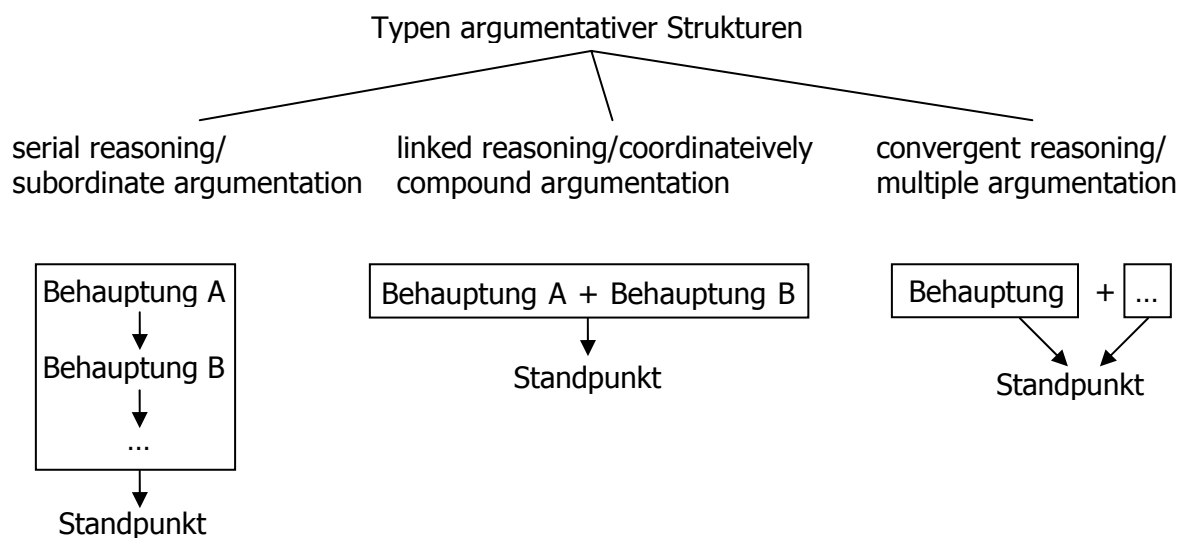 Typen argumentativer Strukturen
serial reasoning/
subordinate argumentation
linked reasoning/coordinateively
compound argumentation
convergent reasoning/
multiple argumentation
Behauptung A
Behauptung B
...
Standpunkt
Behauptung A + Behauptung B
Standpunkt
Behauptung + ...
Standpunkt